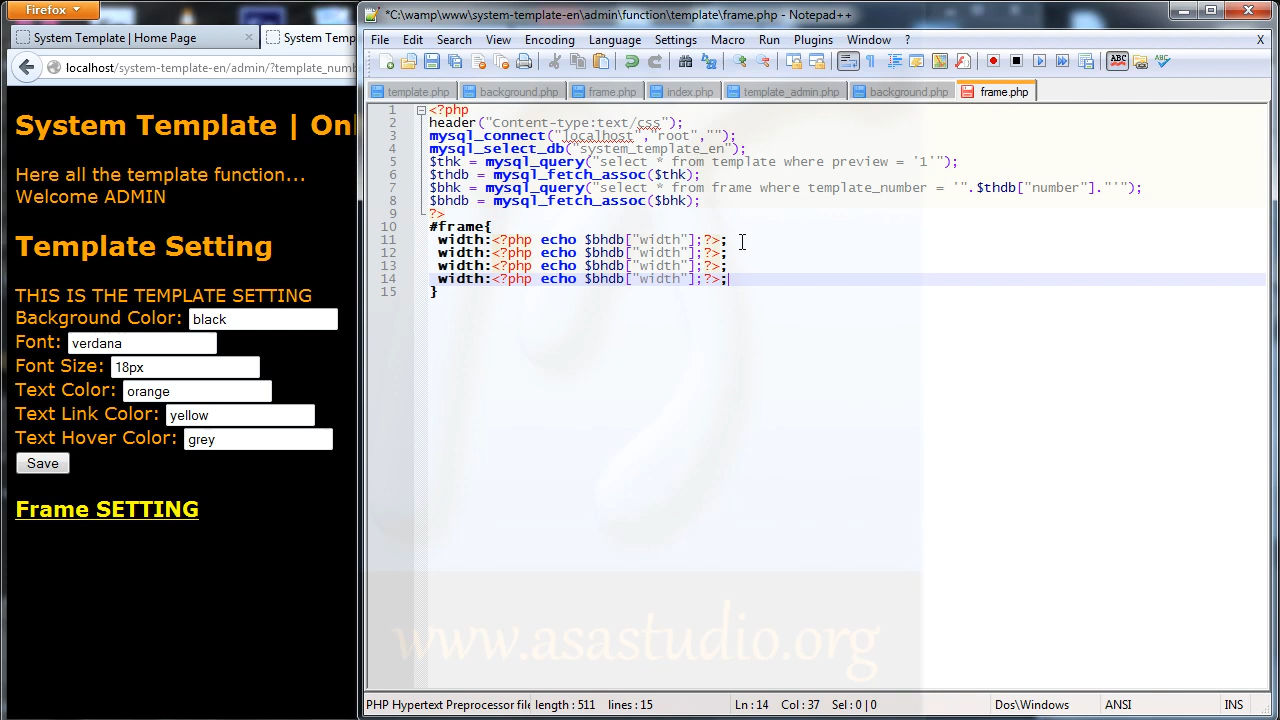 Firefox
*C:\wamp\www\system-template-en\admin\function\template\frame.php - Notepad++
System Template | Home Page
System Temp
localhost/system-template-en/admin/?template_num
File Edit Search View Encoding Language Settings Macro Run Plugins Window ?
X
template.php background.php frame.php index.php template_admin.php background.php frame.php
System Template | Onl
Here all the template function...
Welcome ADMIN
Template Setting
THIS IS THE TEMPLATE SETTING
Background Color: black
Font: verdana
Font Size: 18px
Text Color: orange
Text Link Color: yellow
Text Hover Color: grey
Save
Frame SETTING
1 <?php
2 header("Content-type:text/css");
3 mysql_connect("localhost","root","");
4 mysql_select_db("system_template_en");
5 $thk = mysql_query("select * from template where preview = '1'");
6 $thdb = mysql_fetch_assoc($thk);
7 $bhk = mysql_query("select * from frame where template_number = '".$thdb["number"]."'");
8 $bhdb = mysql_fetch_assoc($bhk);
9 ?>
10 #frame{
11 width:<?php echo $bhdb["width"];?>;
12 width:<?php echo $bhdb["width"];?>;
13 width:<?php echo $bhdb["width"];?>;
14 width:<?php echo $bhdb["width"];?>;
15 }
www.asastudio.org
PHP Hypertext Preprocessor file length : 511 lines : 15 Ln : 14 Col : 37 Sel : 0 | 0 Dos\Windows ANSI INS